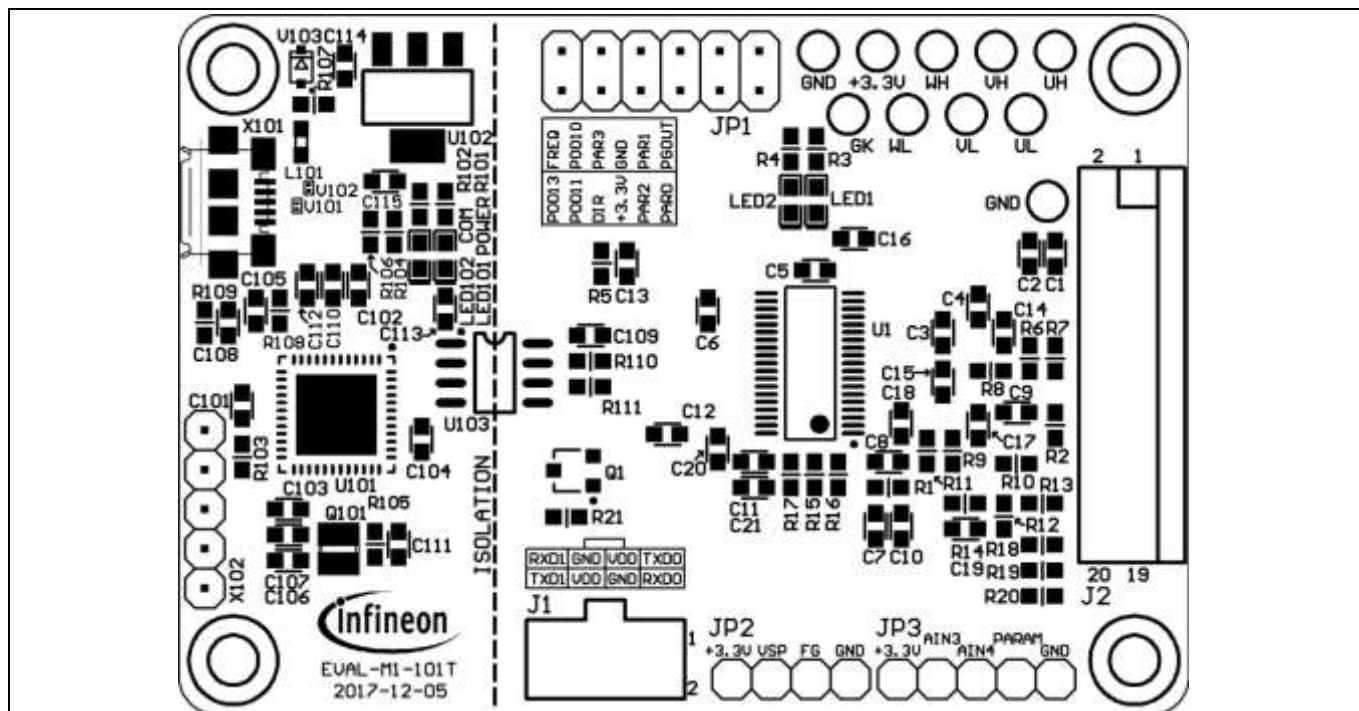 V103 C114
R107
X101
U102
L101
V102
V101
C115
R102
R101
COM
POWER
LED102
LED101
R106
R104
R109
C105
C112
C110
C102
C108
R108
C113
C101
R103
U103
C104
U101
C103
Q101
R105
C111
C107
C106
X102
infineon
EVAL-M1-101T
2017-12-05
ISOLATION
JP1
FREQ
POO10
PAR3
GND
PAR1
PGOUT
POO13
POO11
DIR
+3.3V
PAR2
PAR0
GND +3.3V WH VH UH
GK WL VL UL
R4 R3
LED2 LED1
2 1
GND
C16
C5
R5 C13
C6
C109
R110
R111
U1
C2 C1
C4
C14
C3
R6 R7
C15
R8
C18
C9
C12
C20
C8
C17
R9
R2
R1
R11
R10
R13
C11
C21
R17
R15
R16
C7 C10
R12
R14
C19
R18
R19
R20
Q1
R21
RXD1 GND VDD TXD0
TXD1 VDD GND RXD0
J1
1
2
20 19
J2
JP2
+3.3V VSP FG GND
JP3
+3.3V AIN3 AIN4 PARAM GND